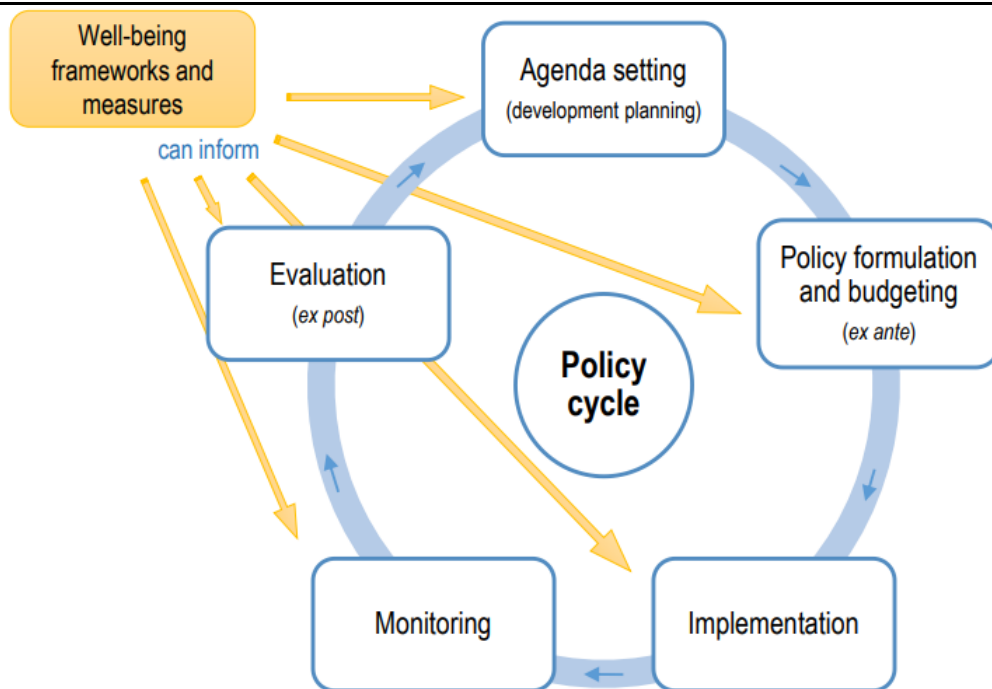 Well-being
frameworks and
measures
can inform
Agenda setting
(development planning)
Policy formulation
and budgeting
(ex ante)
Evaluation
(ex post)
Policy
cycle
Monitoring
Implementation